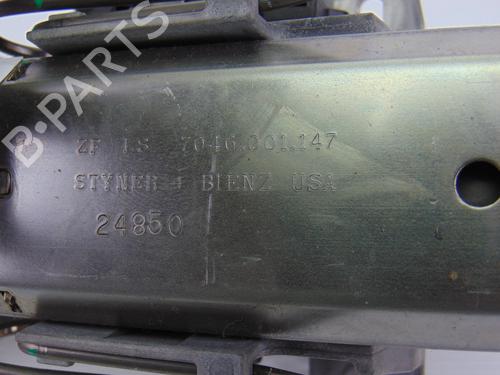 B-PARTS
ZF LS 7046.001.147
STYNER + BIENZ USA
24850